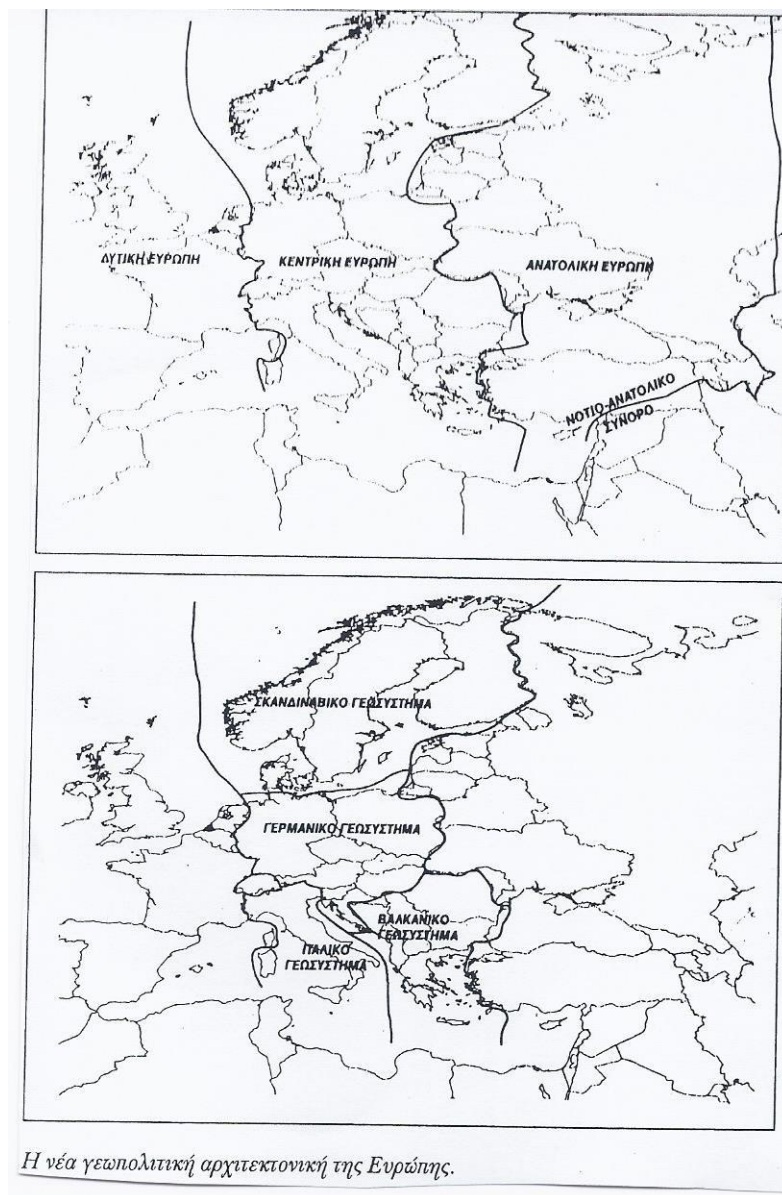 ΔΥΤΙΚΗ ΕΥΡΩΠΗ
ΚΕΝΤΡΙΚΗ ΕΥΡΩΠΗ
ΑΝΑΤΟΛΙΚΗ ΕΥΡΩΠΗ
ΝΟΤΙΟ-ΑΝΑΤΟΛΙΚΟ
ΣΥΝΟΡΟ
ΣΚΑΝΔΙΝΑΒΙΚΟ ΓΕΩΣΥΣΤΗΜΑ
ΓΕΡΜΑΝΙΚΟ ΓΕΩΣΥΣΤΗΜΑ
ΒΑΛΚΑΝΙΚΟ
ΓΕΩΣΥΣΤΗΜΑ
ΙΤΑΛΙΚΟ
ΓΕΩΣΥΣΤΗΜΑ
Η νέα γεωπολιτική αρχιτεκτονική της Ευρώπης.